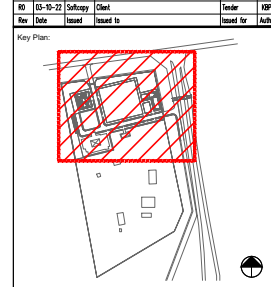 R0 03-10-22 Softcopy Client Tender KBP
Rev Date Issued Issued to Issued for Auth
Key Plan: